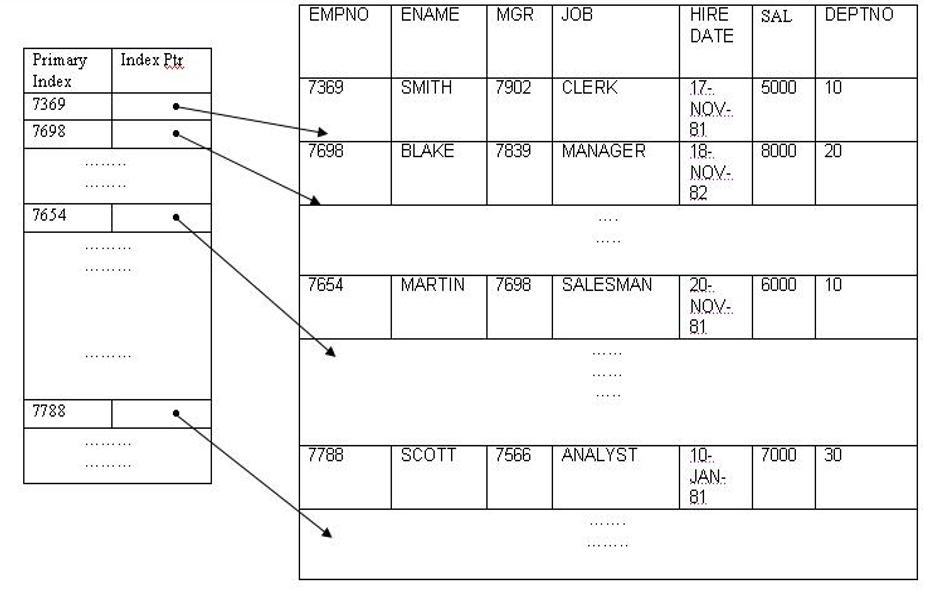 Primary Index Ptr
Index
7369
7698
........
........
7654
.........
.........
.........
7788
.........
.........
EMPNO ENAME MGR JOB HIRE SAL DEPTNO
DATE
7369 SMITH 7902 CLERK 17- 5000 10
NOV-
81
7698 BLAKE 7839 MANAGER 18- 8000 20
NOV-
82
....
.....
7654 MARTIN 7698 SALESMAN 20- 6000 10
NOV-
81
......
......
.....
7788 SCOTT 7566 ANALYST 10- 7000 30
JAN-
81
.......
........